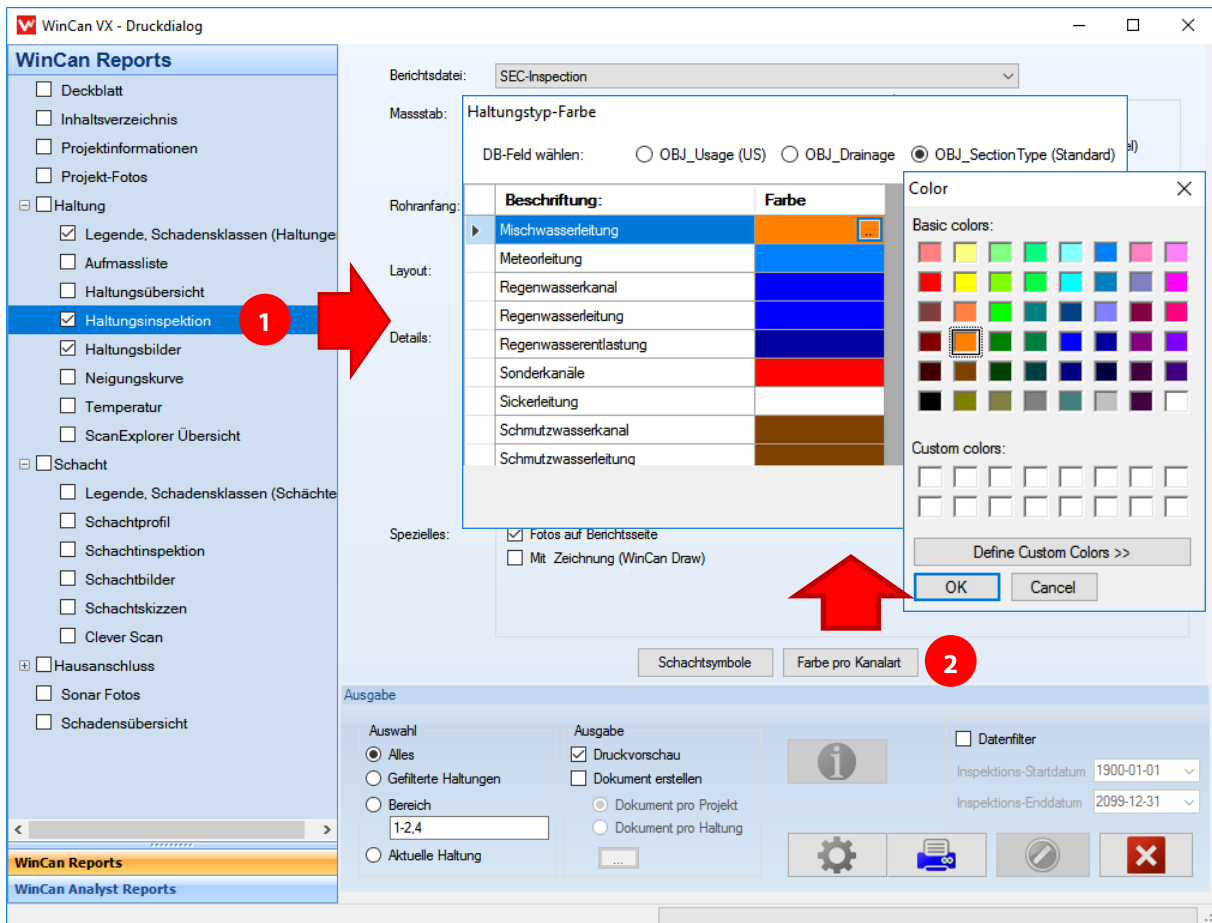 WinCan VX - Druckdialog
WinCan Reports
Deckblatt
Inhaltsverzeichnis
Projektinformationen
Projekt-Fotos
Haltung
Legende, Schadensklassen (Haltunge
Aufmassliste
Haltungsübersicht
Haltungsinspektion
1
Haltungsbilder
Neigungskurve
Temperatur
ScanExplorer Übersicht
Schacht
Legende, Schadensklassen (Schächte
Schachtprofil
Schachtinspektion
Schachtbilder
Schachtskizzen
Clever Scan
Hausanschluss
Sonar Fotos
Schadensübersicht
WinCan Reports
WinCan Analyst Reports
Berichtsdatei:
SEC-Inspection
Massstab:
Rohranfang:
Layout:
Details:
Spezielles:
Haltungstyp-Farbe
DB-Feld wählen:
OBJ_Usage (US)
OBJ_Drainage
OBJ_SectionType (Standard)
el)
Beschriftung:
Farbe
Mischwasserleitung
..
Meteorleitung
Regenwasserkanal
Regenwasserleitung
Regenwasserentlastung
Sonderkanäle
Sickerleitung
Schmutzwasserkanal
Schmutzwasserleitung
Color
Basic colors:
Custom colors:
Define Custom Colors >>
OK
Cancel
Fotos auf Berichtsseite
Mit Zeichnung (WinCan Draw)
Schachtsymbole
Farbe pro Kanalart
2
Ausgabe
Auswahl
Alles
Gefilterte Haltungen
Bereich
1-2,4
Aktuelle Haltung
Ausgabe
Druckvorschau
Dokument erstellen
Dokument pro Projekt
Dokument pro Haltung
...
Datenfilter
Inspektions-Startdatum
1900-01-01
Inspektions-Enddatum
2099-12-31